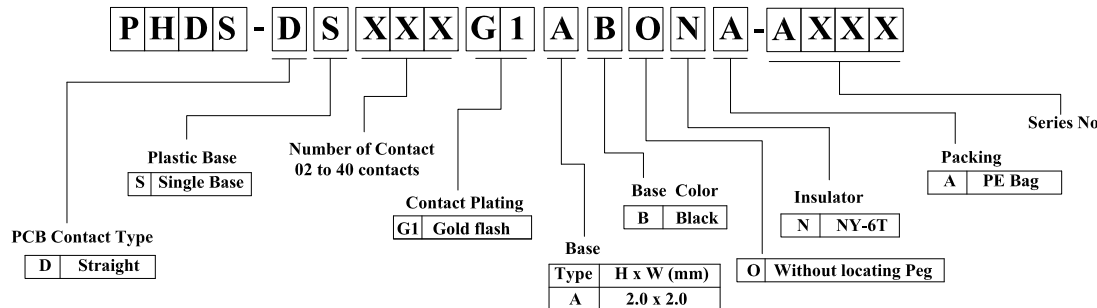 PHDS-DSXXXG1ABONA-AXXX
Series No
Number of Contact
02 to 40 contacts
Plastic Base
S Single Base
Packing
A PE Bag
Base Color
B Black
Insulator
N NY-6T
Contact Plating
G1 Gold flash
PCB Contact Type
D Straight
Base
Type H x W (mm)
A 2.0 x 2.0
O Without locating Peg